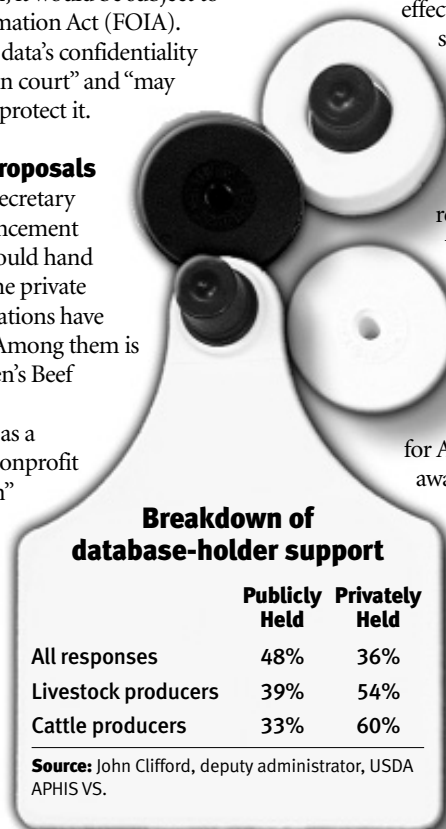 it would be subject to
mation Act (FOIA).
data's confidentiality
n court” and “may
protect it.
roposals
ecretary
ncement
ould hand
ne private
ations have
Among them is
en's Beef
as a
onprofit
n”
effec
s
r
for A
awa
Breakdown of
database-holder support
Publicly Privately
Held Held
All responses 48% 36%
Livestock producers 39% 54%
Cattle producers 33% 60%
Source: John Clifford, deputy administrator, USDA
APHIS VS.